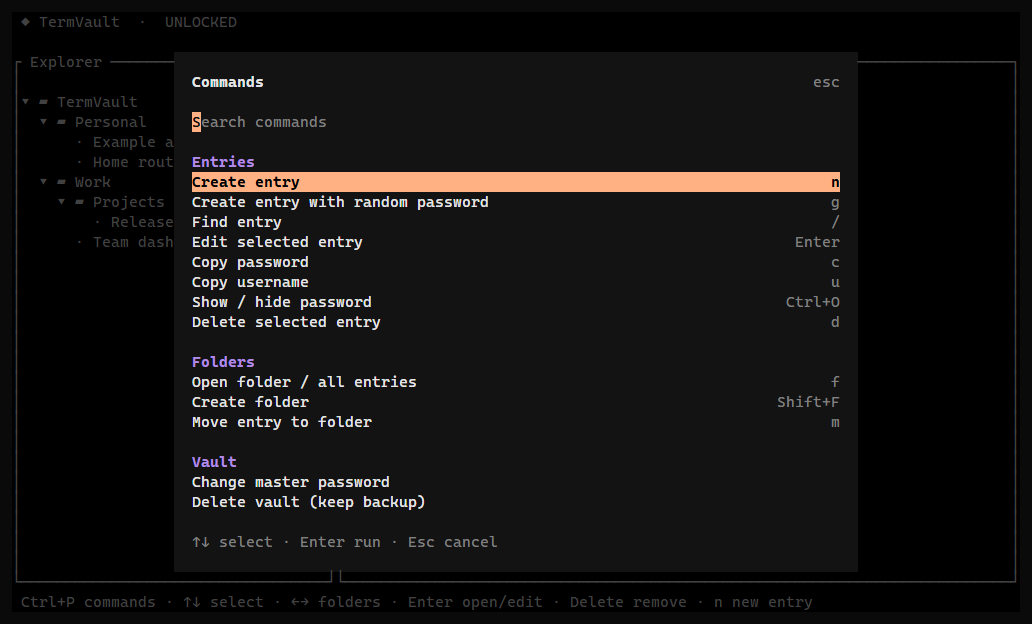 ◆ TermVault · UNLOCKED
Explorer
Commands esc
Search commands
▼ TermVault
▼ Personal
· Example a
· Home rout
▼ Work
▼ Projects
· Release
· Team dash
Entries
Create entry n
Create entry with random password g
Find entry /
Edit selected entry Enter
Copy password c
Copy username u
Show / hide password Ctrl+O
Delete selected entry d
Folders
Open folder / all entries f
Create folder Shift+F
Move entry to folder m
Vault
Change master password
Delete vault (keep backup)
↑↓ select · Enter run · Esc cancel
Ctrl+P commands · ↑↓ select · ↔ folders · Enter open/edit · Delete remove · n new entry